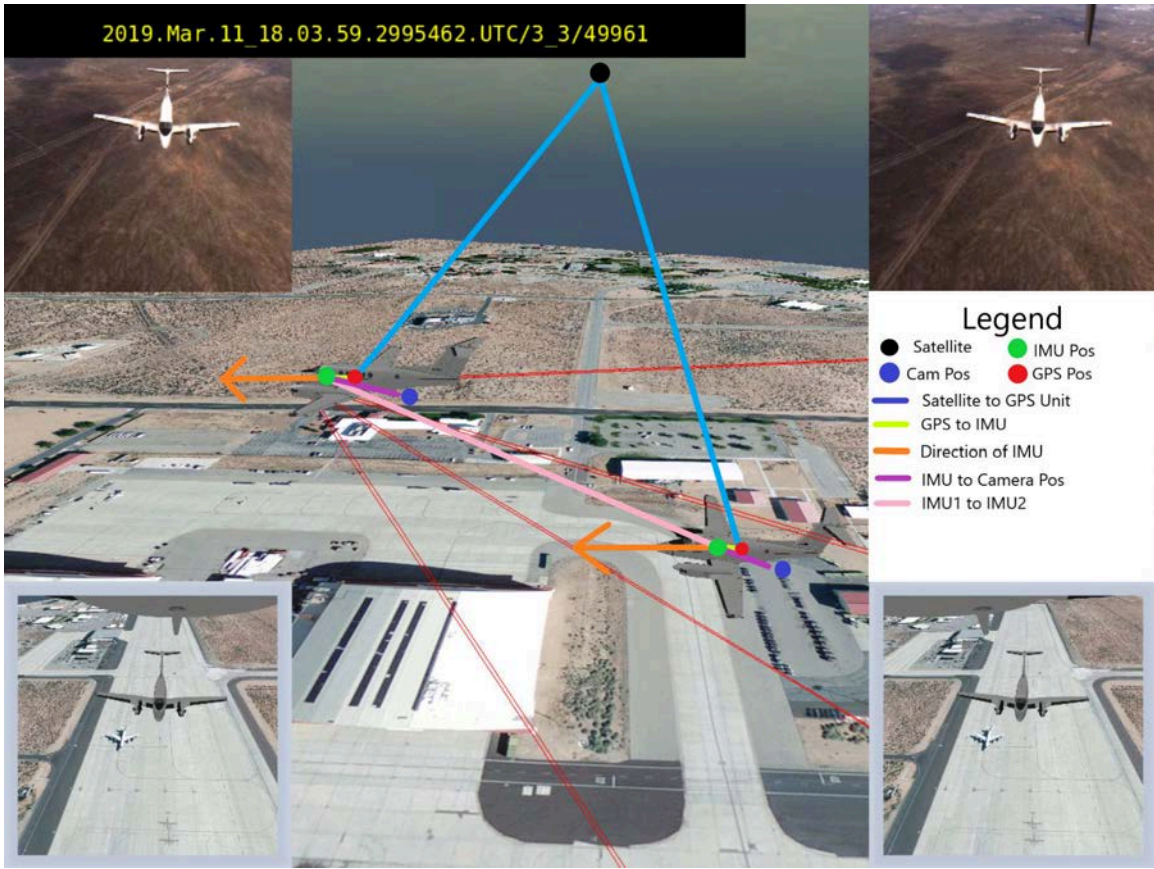 2019.Mar.11_18.03.59.2995462.UTC/3_3/49961
Legend
Satellite
IMU Pos
Cam Pos
GPS Pos
Satellite to GPS Unit
GPS to IMU
Direction of IMU
IMU to Camera Pos
IMU1 to IMU2